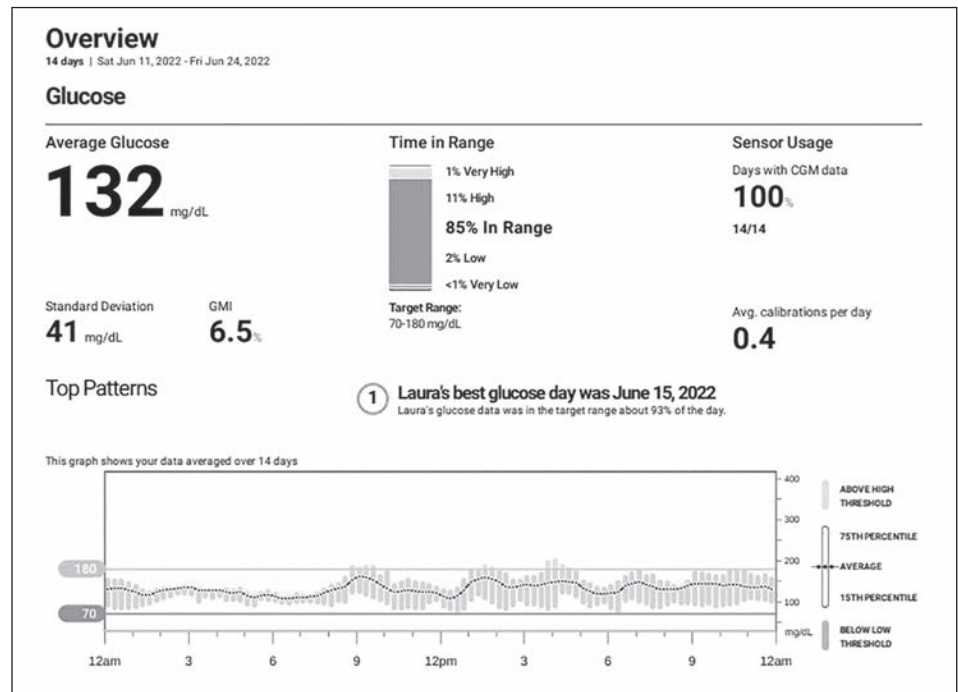 Overview
14 days | Sat Jun 11, 2022 - Fri Jun 24, 2022
Glucose
Average Glucose
132 mg/dL
Standard Deviation
41 mg/dL
GMI
6.5%
Time in Range
1% Very High
11% High
85% In Range
2% Low
<1% Very Low
Target Range:
70-180 mg/dL
Sensor Usage
Days with CGM data
100%
14/14
Avg. calibrations per day
0.4
Top Patterns
1
Laura's best glucose day was June 15, 2022
Laura's glucose data was in the target range about 93% of the day.
This graph shows your data averaged over 14 days
180
70
400
300
200
100
mg/dL
12am 3 6 9 12pm 3 6 9 12am
ABOVE HIGH
THRESHOLD
75TH PERCENTILE
AVERAGE
15TH PERCENTILE
BELOW LOW
THRESHOLD